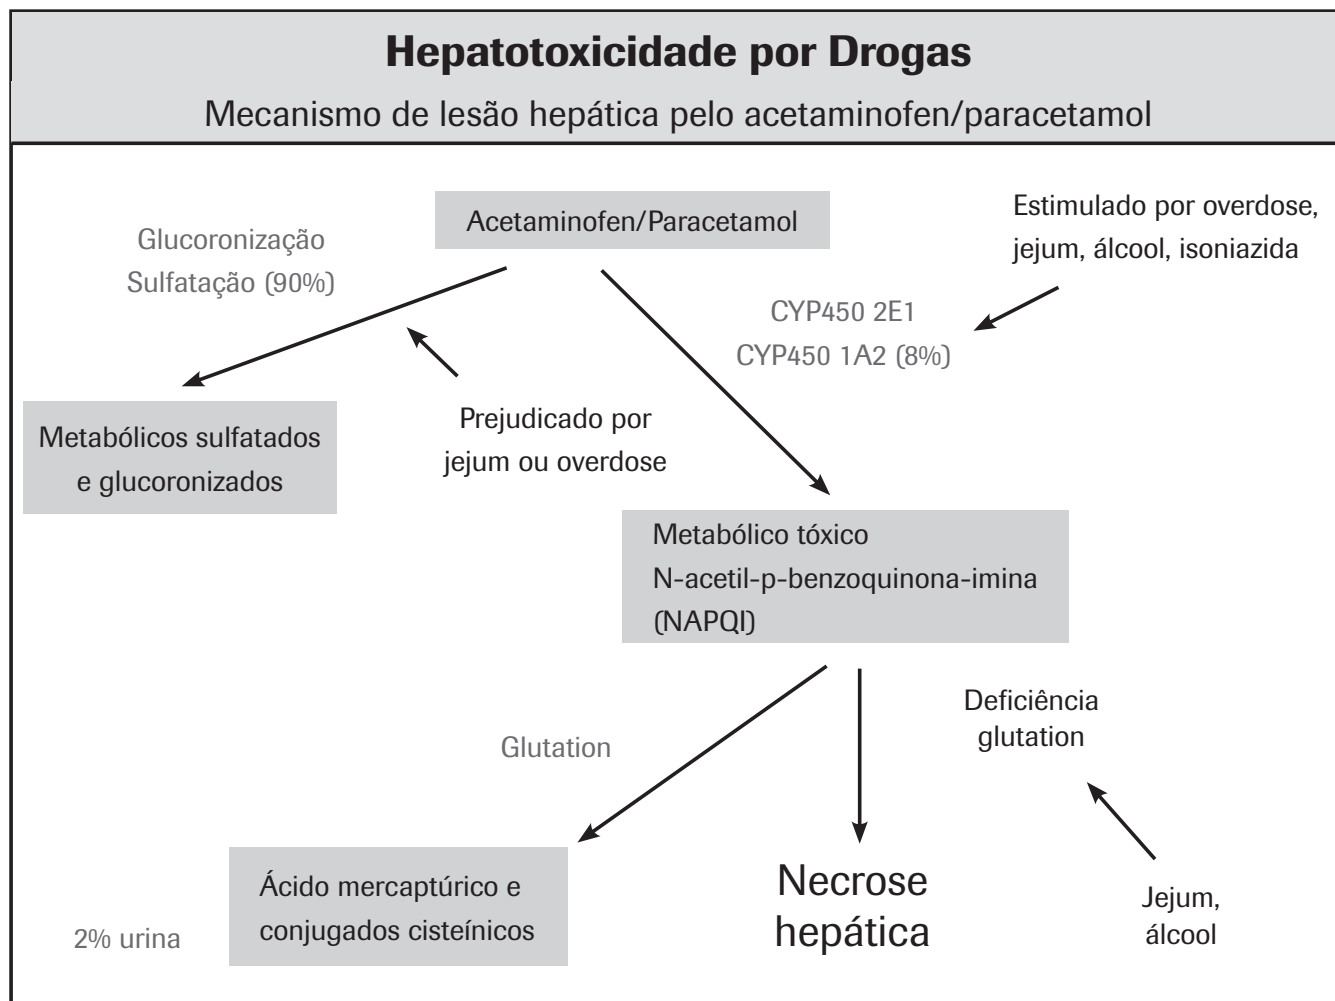 Hepatotoxicidade por Drogas
Mecanismo de lesão hepática pelo acetaminofen/paracetamol
Acetaminofen/Paracetamol
Glucoronização
Sulfatação (90%)
Estimulado por overdose,
jejum, álcool, isoniazida
CYP450 2E1
CYP450 1A2 (8%)
Prejudicado por
jejum ou overdose
Metabólicos sulfatados
e glucoronizados
Metabólico tóxico
N-acetil-p-benzoquinona-imina
(NAPQI)
Glutation
Deficiência
glutation
Ácido mercaptúrico e
conjugados cisteínicos
2% urina
Necrose
hepática
Jejum,
álcool